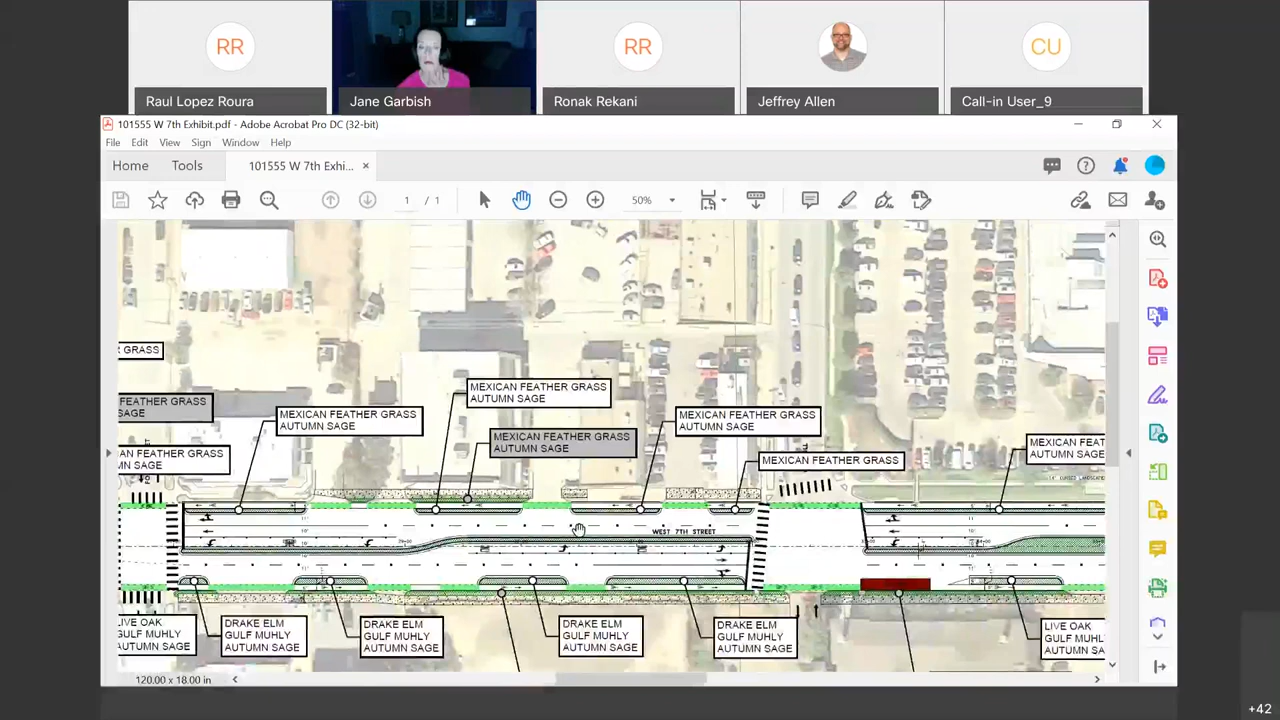 RR
RR
CU
Raul Lopez Roura
Jane Garbish
Ronak Rekani
Jeffrey Allen
Call-in User_9
101555 W 7th Exhibit.pdf - Adobe Acrobat Pro DC (32-bit)
File Edit View Sign Window Help
Home Tools 101555 W 7th Exhi... ×
1 / 1 50%
R GRASS
FEATHER GRASS
SAGE
AN FEATHER GRASS
MN SAGE
MEXICAN FEATHER GRASS
AUTUMN SAGE
MEXICAN FEATHER GRASS
AUTUMN SAGE
MEXICAN FEATHER GRASS
AUTUMN SAGE
MEXICAN FEATHER GRASS
AUTUMN SAGE
MEXICAN FEATHER GRASS
MEXICAN FEAT
AUTUMN SAGE
WEST 7TH STREET
LIVE OAK
GULF MUHLY
AUTUMN SAGE
DRAKE ELM
GULF MUHLY
AUTUMN SAGE
DRAKE ELM
GULF MUHLY
AUTUMN SAGE
DRAKE ELM
GULF MUHLY
AUTUMN SAGE
DRAKE ELM
GULF MUHLY
AUTUMN SAGE
LIVE OAK
GULF MUHL
AUTUMN SA
120.00 x 18.00 in
+42